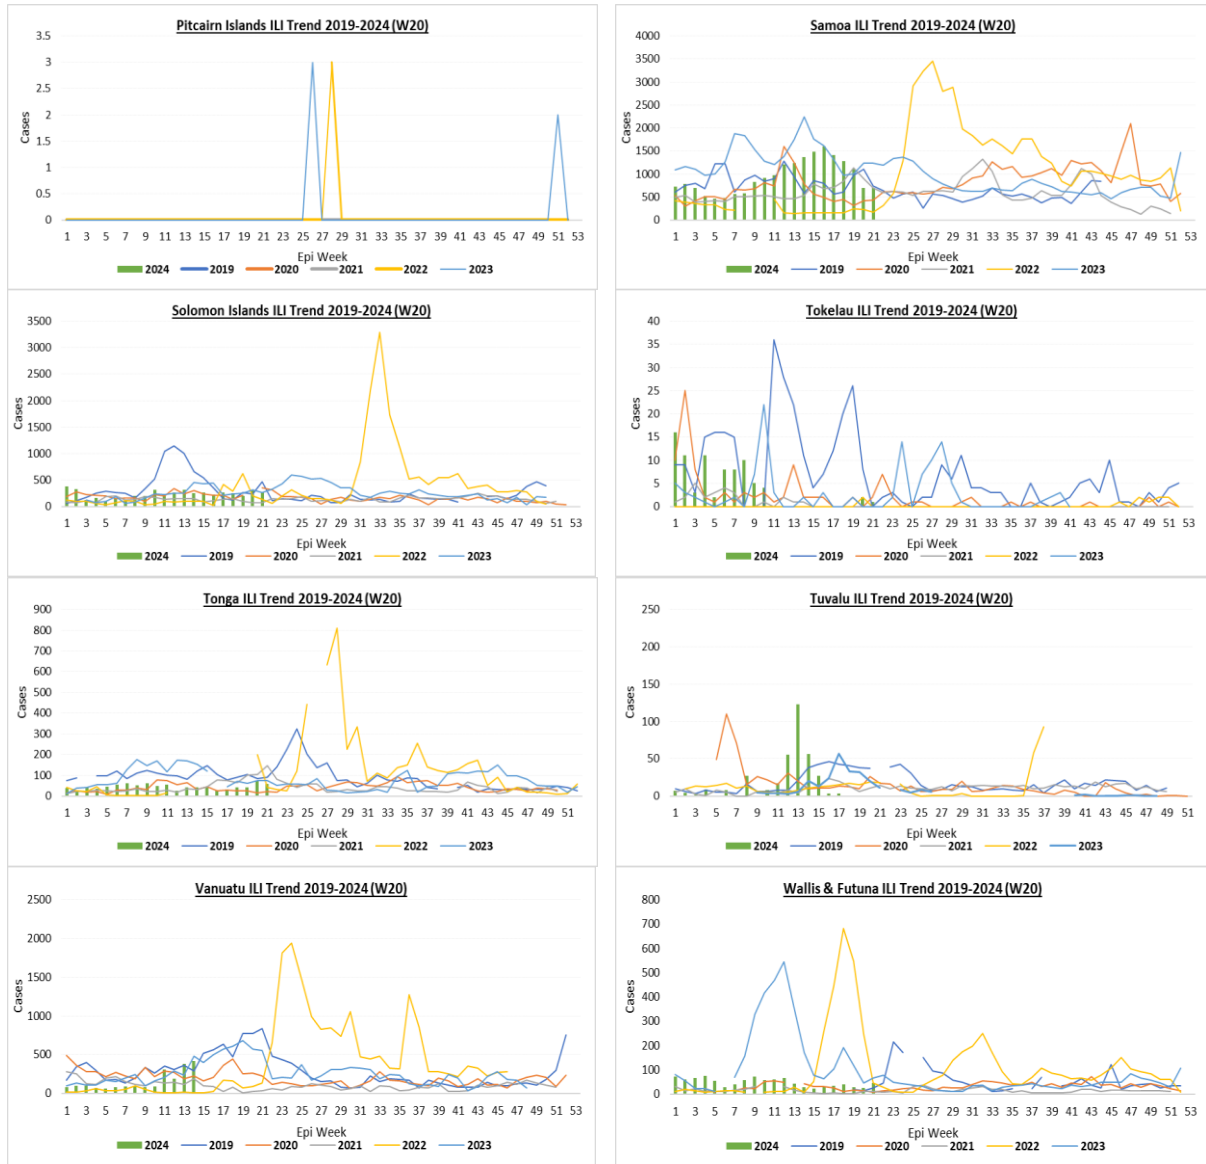 Pitcairn Islands ILI Trend 2019-2024 (W20)
3.5
3
2.5
2
1.5
1
0.5
0
Cases
1 3 5 7 9 11 13 15 17 19 21 23 25 27 29 31 33 35 37 39 41 43 45 47 49 51 53
Epi Week
2024 2019 2020 2021 2022 2023
Samoa ILI Trend 2019-2024 (W20)
4000
3500
3000
2500
2000
1500
1000
500
0
Cases
1 3 5 7 9 11 13 15 17 19 21 23 25 27 29 31 33 35 37 39 41 43 45 47 49 51 53
Epi Week
2024 2019 2020 2021 2022 2023
Solomon Islands ILI Trend 2019-2024 (W20)
3500
3000
2500
2000
1500
1000
500
0
Cases
1 3 5 7 9 11 13 15 17 19 21 23 25 27 29 31 33 35 37 39 41 43 45 47 49 51 53
Epi Week
2024 2019 2020 2021 2022 2023
Tokelau ILI Trend 2019-2024 (W20)
40
35
30
25
20
15
10
5
0
Cases
1 3 5 7 9 11 13 15 17 19 21 23 25 27 29 31 33 35 37 39 41 43 45 47 49 51 53
Epi Week
2024 2019 2020 2021 2022 2023
Tonga ILI Trend 2019-2024 (W20)
900
800
700
600
500
400
300
200
100
0
Cases
1 3 5 7 9 11 13 15 17 19 21 23 25 27 29 31 33 35 37 39 41 43 45 47 49 51 53
Epi Week
2024 2019 2020 2021 2022 2023
Tuvalu ILI Trend 2019-2024 (W20)
250
200
150
100
50
0
Cases
1 3 5 7 9 11 13 15 17 19 21 23 25 27 29 31 33 35 37 39 41 43 45 47 49 51
Epi Week
2024 2019 2020 2021 2022 2023
Vanuatu ILI Trend 2019-2024 (W20)
2500
2000
1500
1000
500
0
Cases
1 3 5 7 9 11 13 15 17 19 21 23 25 27 29 31 33 35 37 39 41 43 45 47 49 51 53
Epi Week
2024 2019 2020 2021 2022 2023
Wallis & Futuna ILI Trend 2019-2024 (W20)
800
700
600
500
400
300
200
100
0
Cases
1 3 5 7 9 11 13 15 17 19 21 23 25 27 29 31 33 35 37 39 41 43 45 47 49 51 53
Epi Week
2024 2019 2020 2021 2022 2023